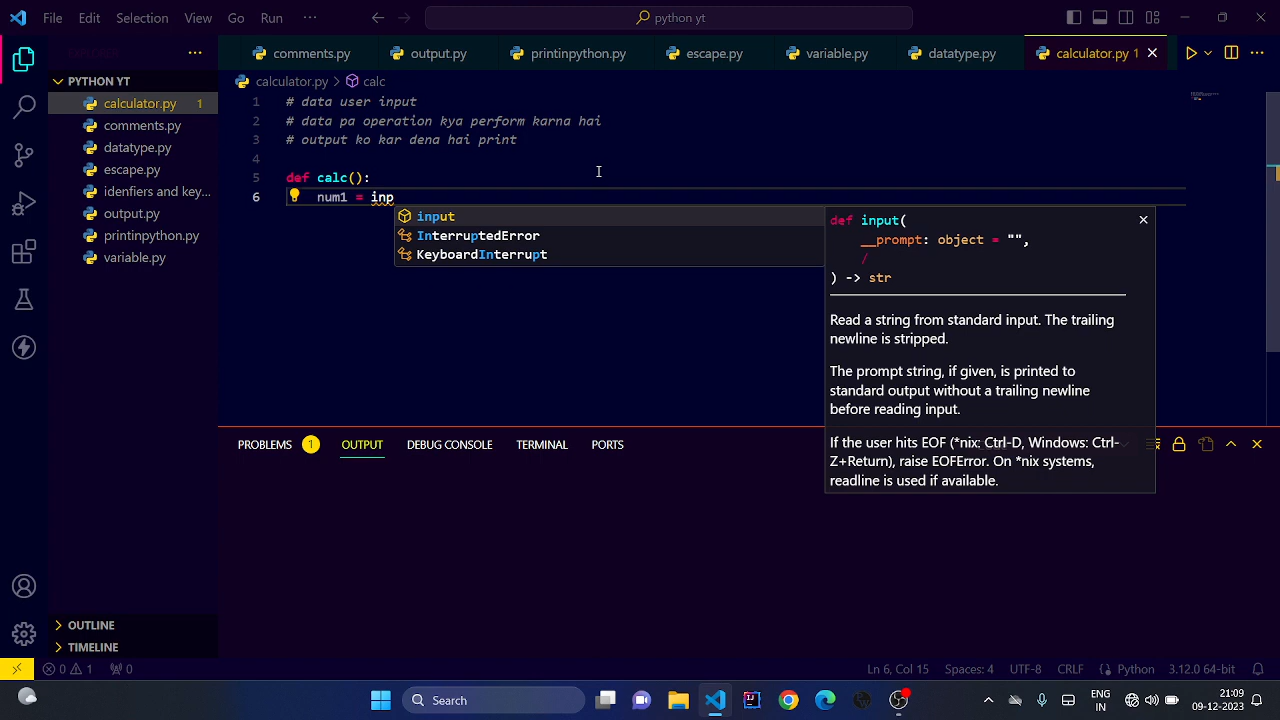 File Edit Selection View Go Run ··· python yt
comments.py output.py printinpython.py escape.py variable.py datatype.py calculator.py 1
PYTHON YT
calculator.py 1
comments.py
datatype.py
escape.py
idenfiers and key...
output.py
printinpython.py
variable.py
OUTLINE
TIMELINE
calculator.py > calc
1 # data user input
2 # data pa operation kya perform karna hai
3 # output ko kar dena hai print
4
5 def calc():
6 num1 = inp
input
InterruptedError
KeyboardInterrupt
def input(
__prompt: object = "",
/
) -> str
Read a string from standard input. The trailing
newline is stripped.
The prompt string, if given, is printed to
standard output without a trailing newline
before reading input.
If the user hits EOF (*nix: Ctrl-D, Windows: Ctrl-
Z+Return), raise EOFError. On *nix systems,
readline is used if available.
PROBLEMS 1 OUTPUT DEBUG CONSOLE TERMINAL PORTS
0 1 0 Ln 6, Col 15 Spaces: 4 UTF-8 CRLF Python 3.12.0 64-bit
Search ENG 21:09
IN 09-12-2023